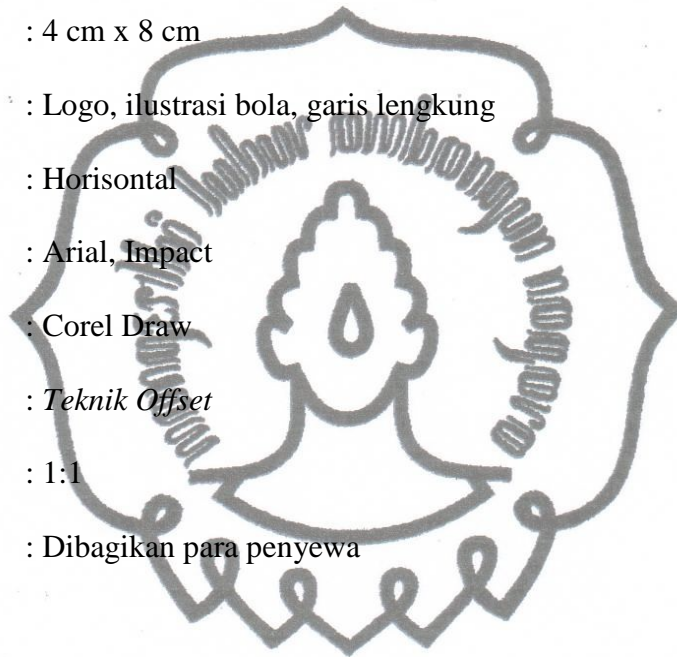 : 4 cm x 8 cm
: Logo, ilustrasi bola, garis lengkung
: Horisontal
: Arial, Impact
: Corel Draw
: Teknik Offset
: 1:1
: Dibagikan para penyewa